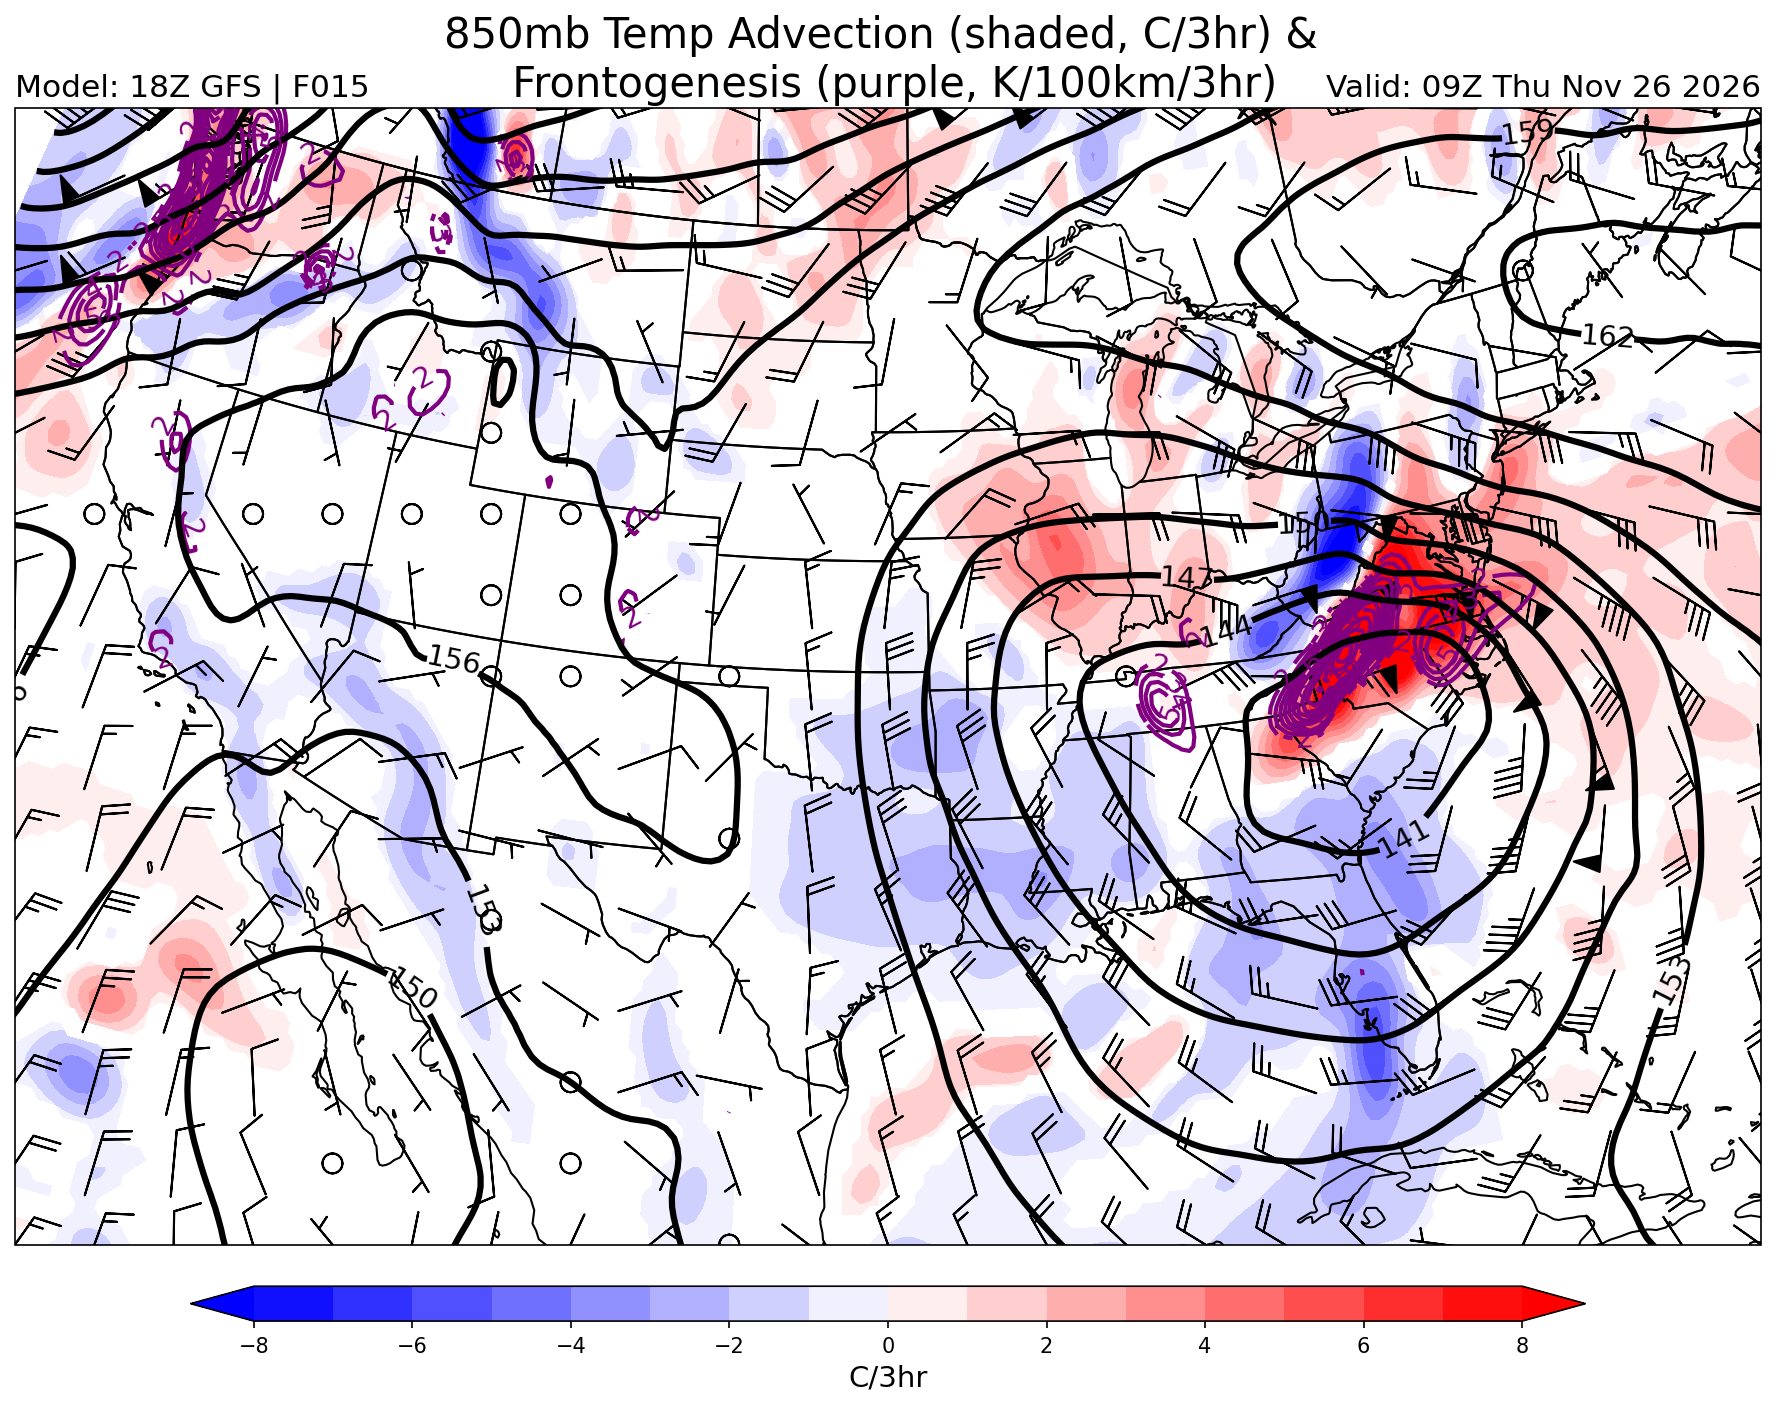 850mb Temp Advection (shaded, C/3hr) &
Frontogenesis (purple, K/100km/3hr)
Model: 18Z GFS | F015
Valid: 09Z Thu Nov 26 2026
159
162
147
144
156
141
153
150
153
−8 −6 −4 −2 0 2 4 6 8
C/3hr